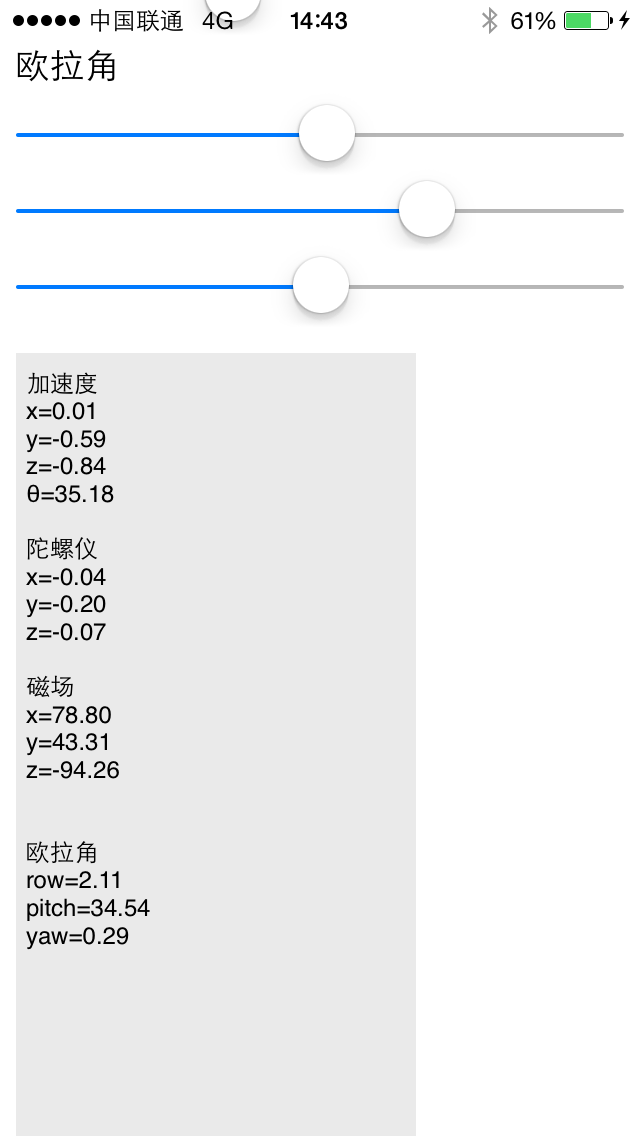 中国联通 4G 14:43 61%
欧拉角
加速度
x=0.01
y=-0.59
z=-0.84
θ=35.18
陀螺仪
x=-0.04
y=-0.20
z=-0.07
磁场
x=78.80
y=43.31
z=-94.26
欧拉角
row=2.11
pitch=34.54
yaw=0.29